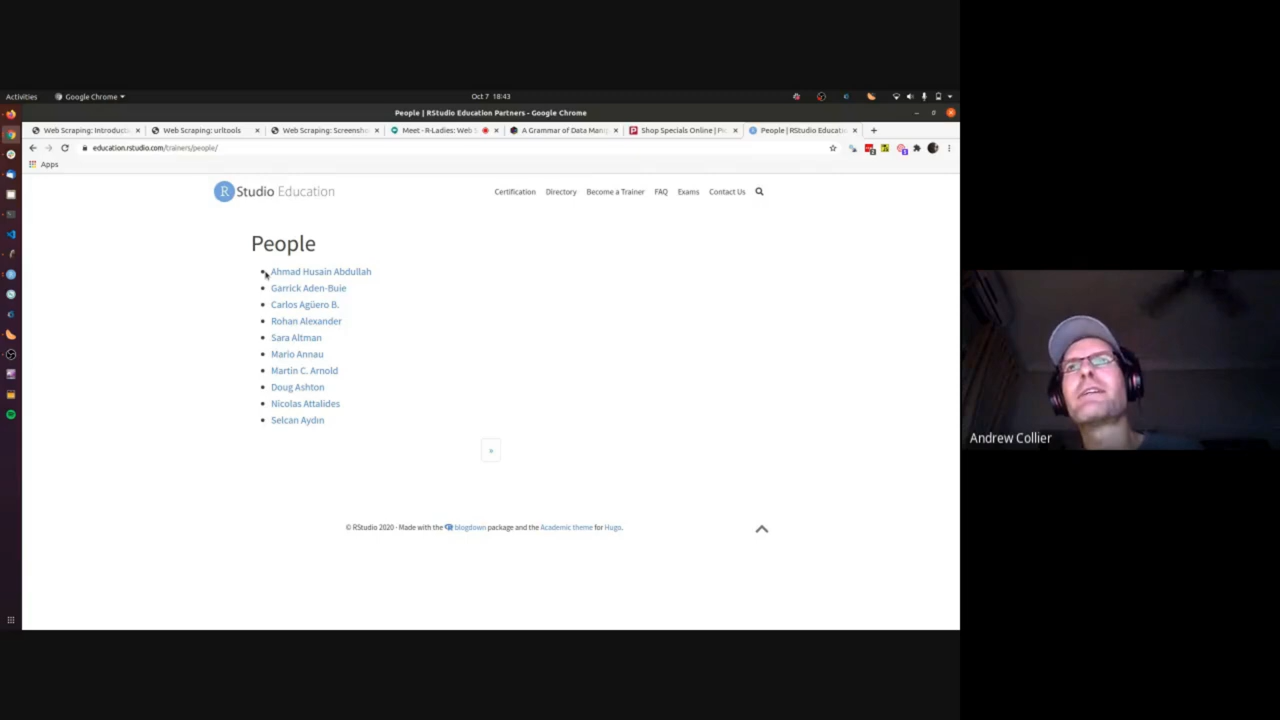 Activities Google Chrome Oct 7 18:43
People | RStudio Education Partners - Google Chrome
Web Scraping: Introducti Web Scraping: urltools Web Scraping: Screensho Meet - R-Ladies: Web S A Grammar of Data Mani Shop Specials Online | Pi People | RStudio Educati
education.rstudio.com/trainers/people/
Apps
R Studio Education Certification Directory Become a Trainer FAQ Exams Contact Us
People
Ahmad Husain Abdullah
Garrick Aden-Buie
Carlos Agüero B.
Rohan Alexander
Sara Altman
Mario Annau
Martin C. Arnold
Doug Ashton
Nicolas Attalides
Selcan Aydın
»
© RStudio 2020 - Made with the blogdown package and the Academic theme for Hugo.
Andrew Collier